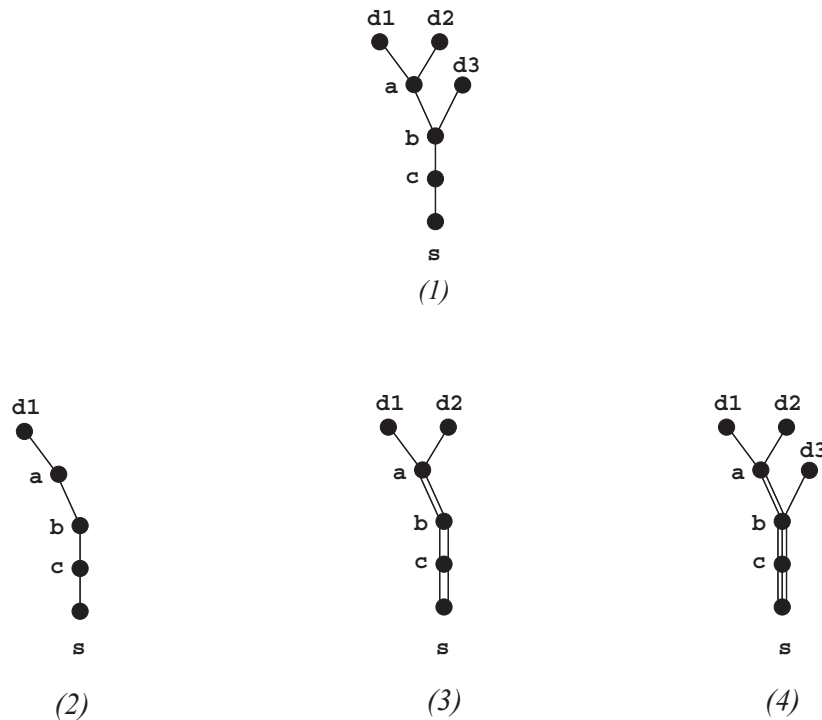 d1 d2
d3
a
b
c
s
(1)
d1 d1 d2 d1 d2
d3
a a a
b b b
c c c
s s s
(2) (3) (4)